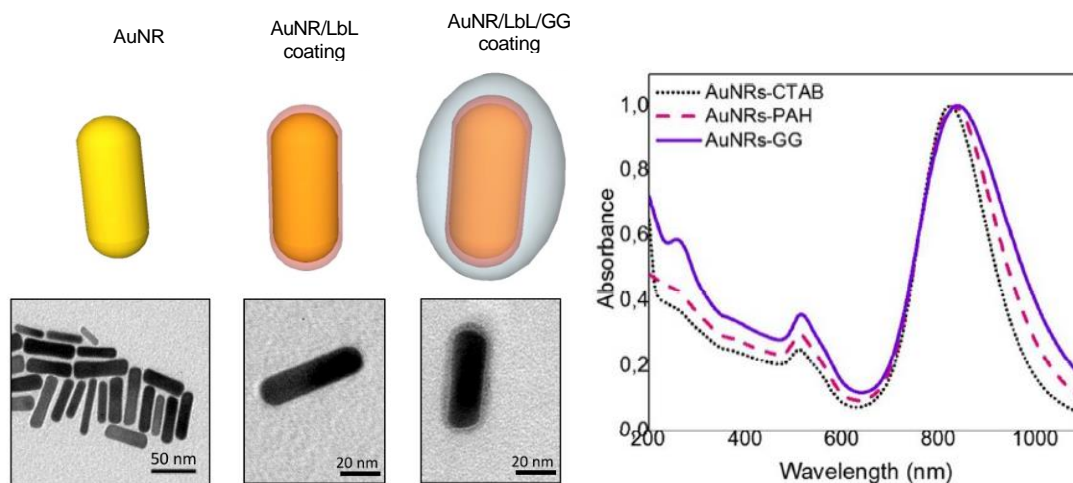 AuNR
AuNR/LbL
coating
AuNR/LbL/GG
coating
50 nm
20 nm
20 nm
AuNRs-CTAB
AuNRs-PAH
AuNRs-GG
1,0
0,8
0,6
0,4
0,2
0,0
Absorbance
200
400
600
800
1000
Wavelength (nm)